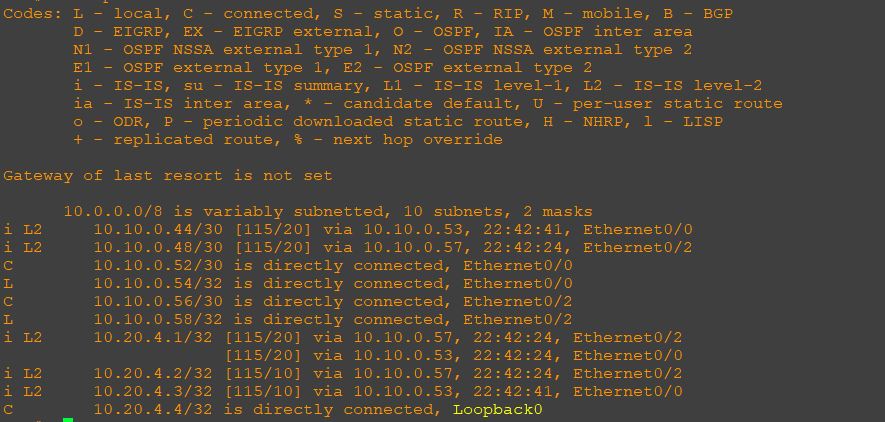 Codes: L - local, C - connected, S - static, R - RIP, M - mobile, B - BGP
D - EIGRP, EX - EIGRP external, O - OSPF, IA - OSPF inter area
N1 - OSPF NSSA external type 1, N2 - OSPF NSSA external type 2
E1 - OSPF external type 1, E2 - OSPF external type 2
i - IS-IS, su - IS-IS summary, L1 - IS-IS level-1, L2 - IS-IS level-2
ia - IS-IS inter area, * - candidate default, U - per-user static route
o - ODR, P - periodic downloaded static route, H - NHRP, l - LISP
+ - replicated route, % - next hop override
Gateway of last resort is not set
10.0.0.0/8 is variably subnetted, 10 subnets, 2 masks
i L2 10.10.0.44/30 [115/20] via 10.10.0.53, 22:42:41, Ethernet0/0
i L2 10.10.0.48/30 [115/20] via 10.10.0.57, 22:42:24, Ethernet0/2
C 10.10.0.52/30 is directly connected, Ethernet0/0
L 10.10.0.54/32 is directly connected, Ethernet0/0
C 10.10.0.56/30 is directly connected, Ethernet0/2
L 10.10.0.58/32 is directly connected, Ethernet0/2
i L2 10.20.4.1/32 [115/20] via 10.10.0.57, 22:42:24, Ethernet0/2
[115/20] via 10.10.0.53, 22:42:24, Ethernet0/0
i L2 10.20.4.2/32 [115/10] via 10.10.0.57, 22:42:24, Ethernet0/2
i L2 10.20.4.3/32 [115/10] via 10.10.0.53, 22:42:41, Ethernet0/0
C 10.20.4.4/32 is directly connected, Loopback0